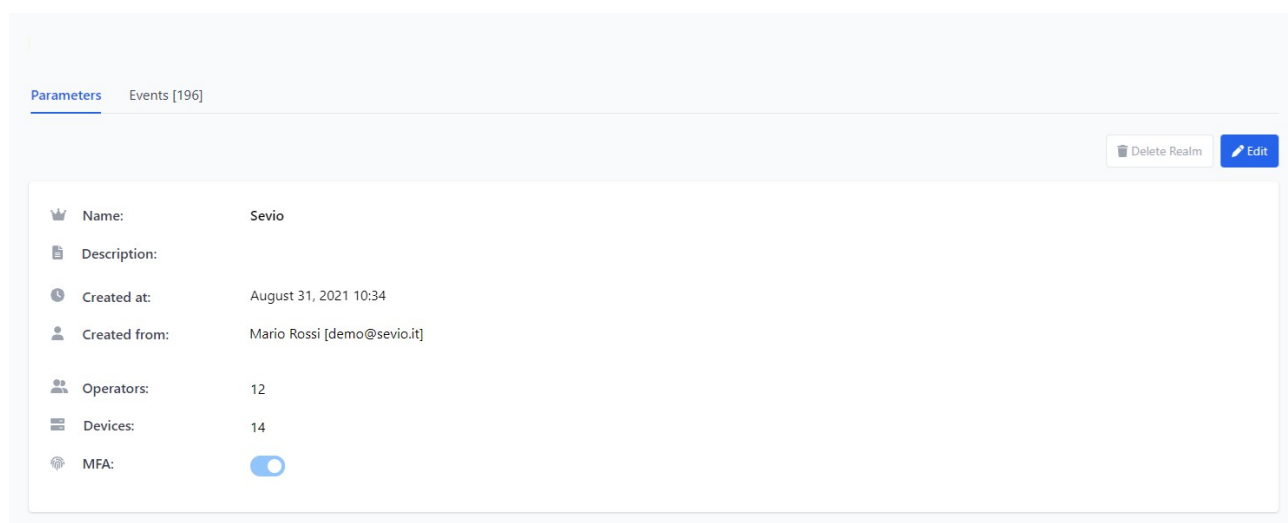 Parameters Events [196]
Delete Realm Edit
Name: Sevio
Description:
Created at: August 31, 2021 10:34
Created from: Mario Rossi [demo@sevio.it]
Operators: 12
Devices: 14
MFA: